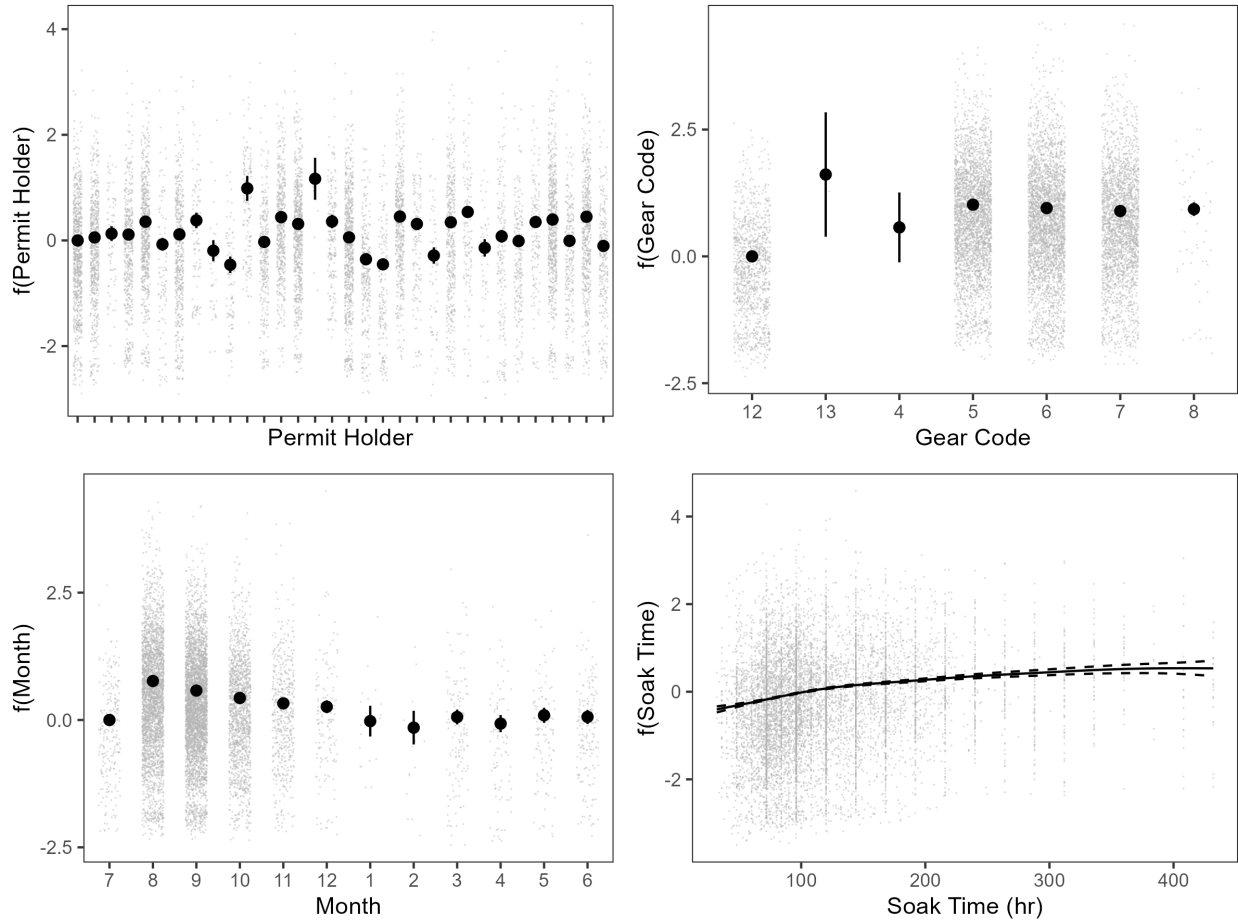 f(Permit Holder)
4
2
0
-2
Permit Holder
f(Gear Code)
2.5
0.0
-2.5
12 13 4 5 6 7 8
Gear Code
f(Month)
2.5
0.0
-2.5
7 8 9 10 11 12 1 2 3 4 5 6
Month
f(Soak Time)
4
2
0
-2
100 200 300 400
Soak Time (hr)